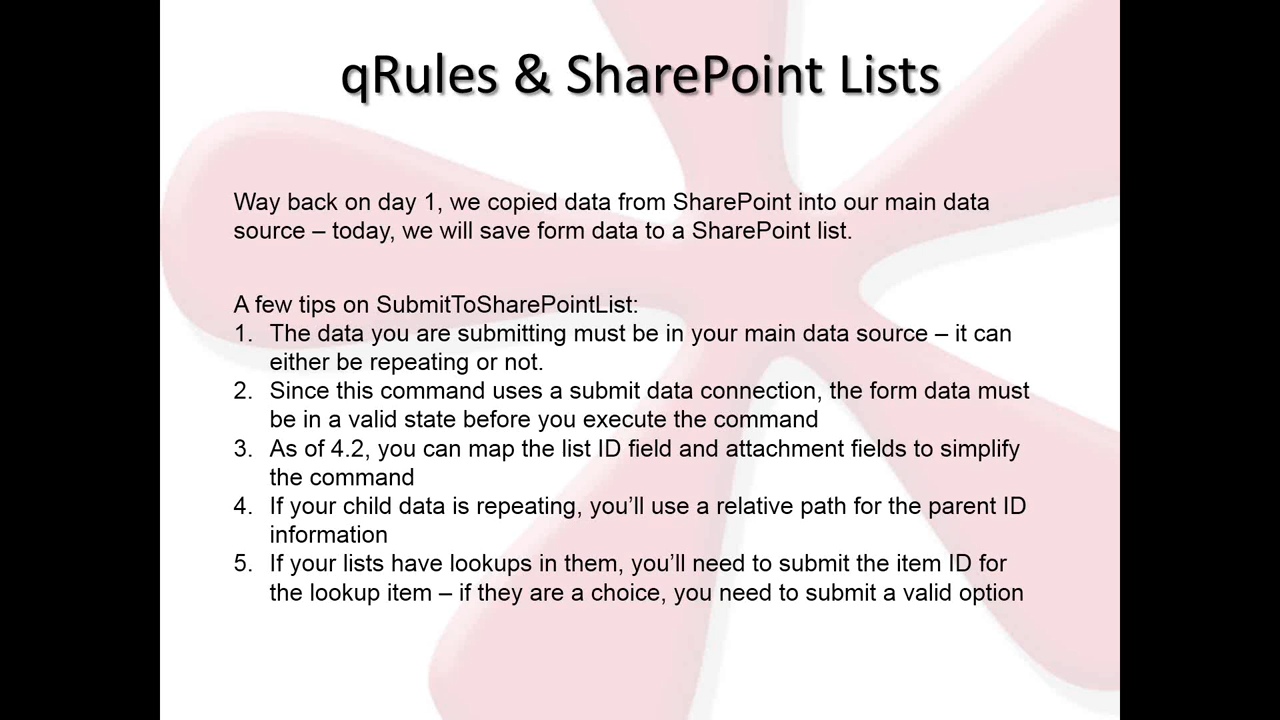 qRules & SharePoint Lists
Way back on day 1, we copied data from SharePoint into our main data
source – today, we will save form data to a SharePoint list.
A few tips on SubmitToSharePointList:
1. The data you are submitting must be in your main data source – it can
either be repeating or not.
2. Since this command uses a submit data connection, the form data must
be in a valid state before you execute the command
3. As of 4.2, you can map the list ID field and attachment fields to simplify
the command
4. If your child data is repeating, you’ll use a relative path for the parent ID
information
5. If your lists have lookups in them, you’ll need to submit the item ID for
the lookup item – if they are a choice, you need to submit a valid option